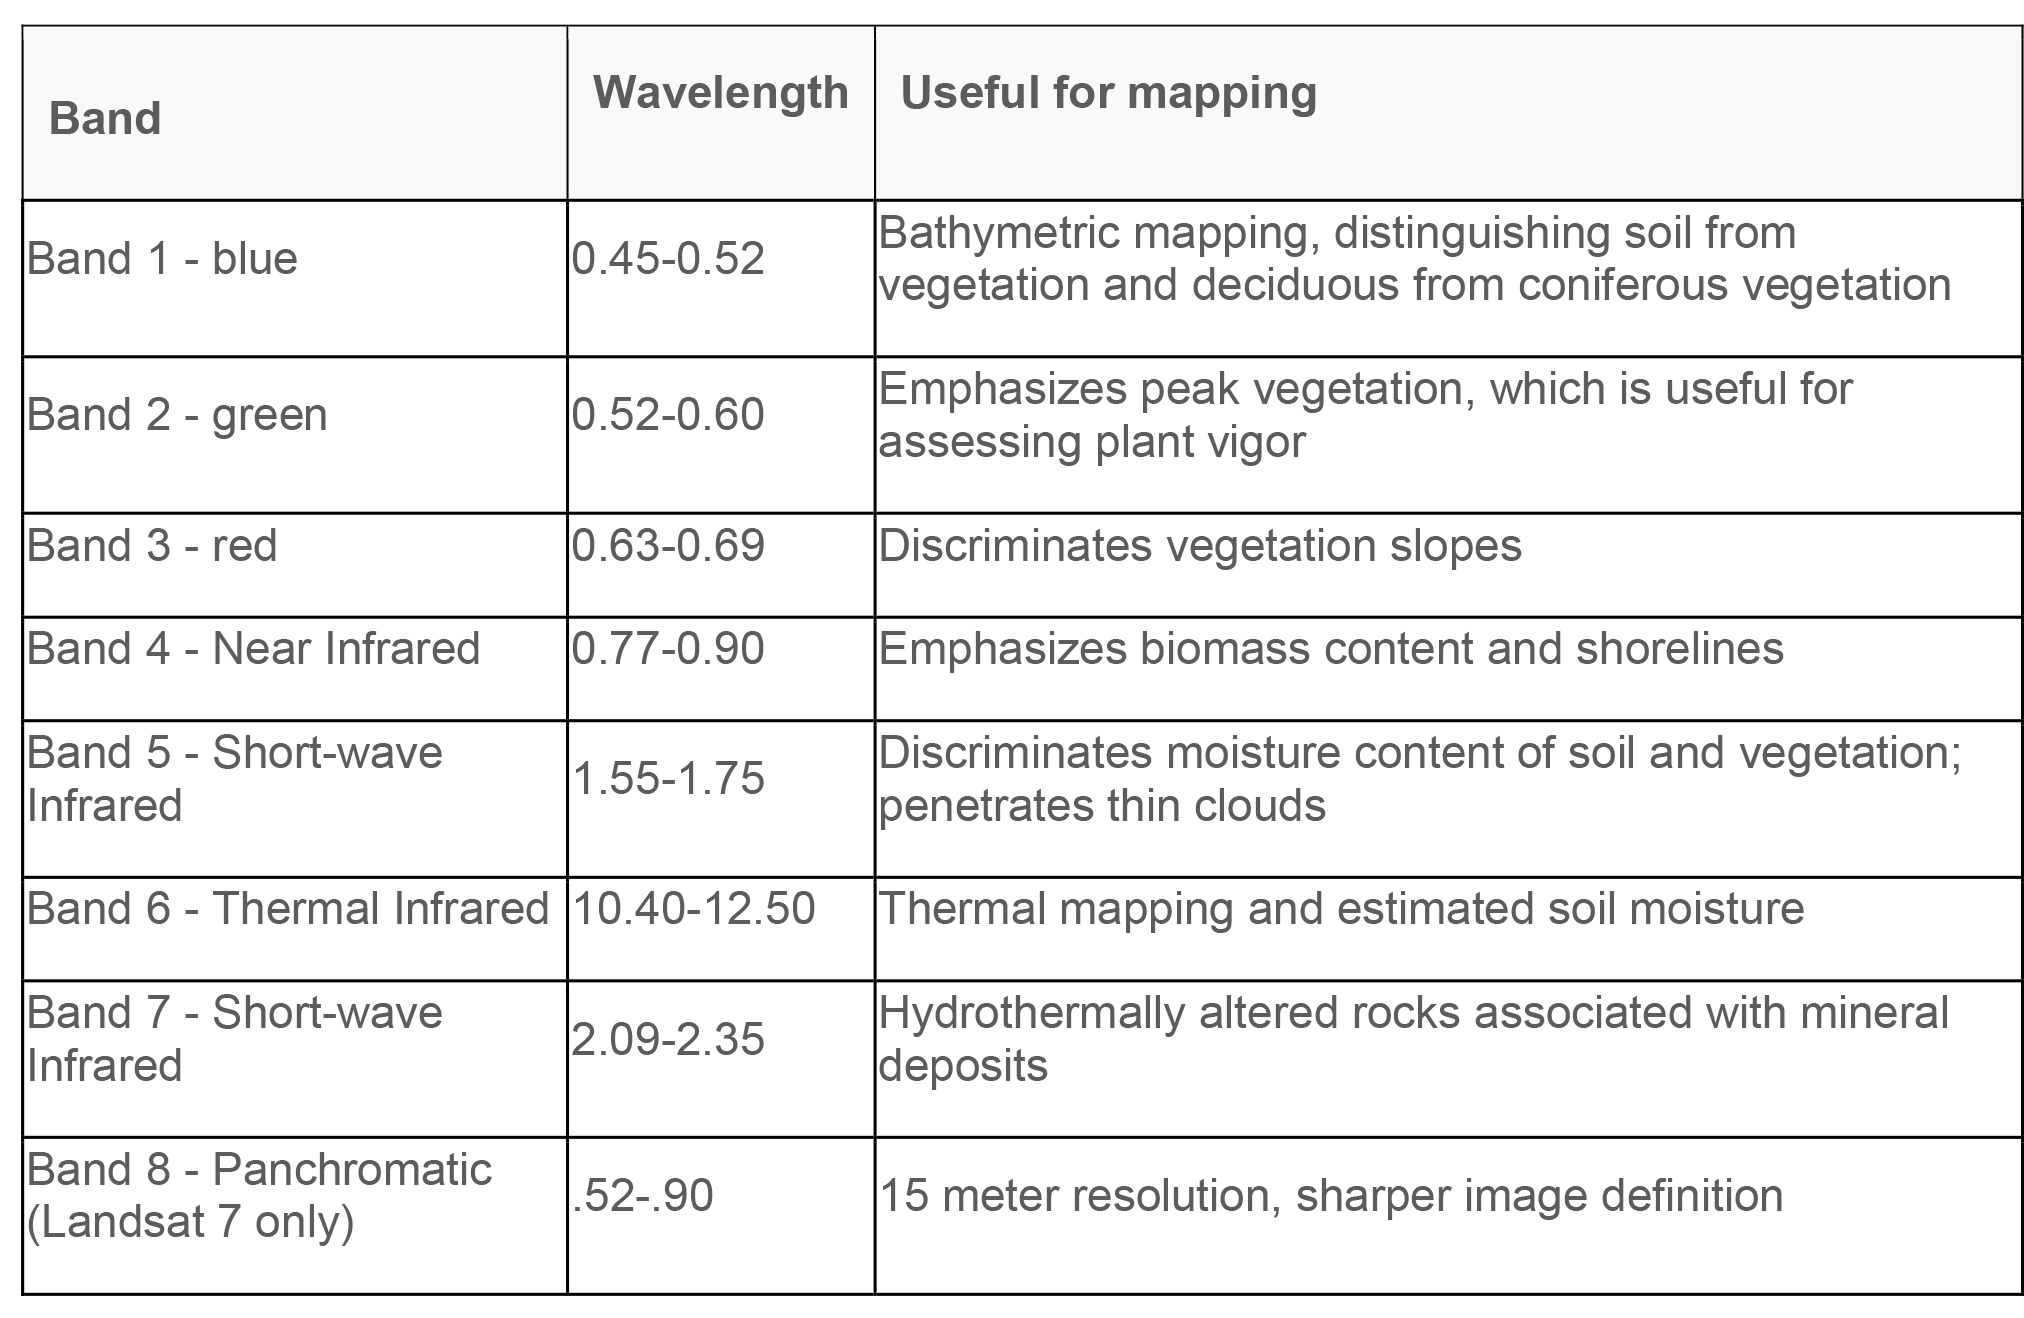 Band
Wavelength
Useful for mapping
Band 1 - blue
0.45-0.52
Bathymetric mapping, distinguishing soil from
vegetation and deciduous from coniferous vegetation
Band 2 - green
0.52-0.60
Emphasizes peak vegetation, which is useful for
assessing plant vigor
Band 3 - red
0.63-0.69
Discriminates vegetation slopes
Band 4 - Near Infrared
0.77-0.90
Emphasizes biomass content and shorelines
Band 5 - Short-wave
Infrared
1.55-1.75
Discriminates moisture content of soil and vegetation;
penetrates thin clouds
Band 6 - Thermal Infrared
10.40-12.50
Thermal mapping and estimated soil moisture
Band 7 - Short-wave
Infrared
2.09-2.35
Hydrothermally altered rocks associated with mineral
deposits
Band 8 - Panchromatic
(Landsat 7 only)
.52-.90
15 meter resolution, sharper image definition